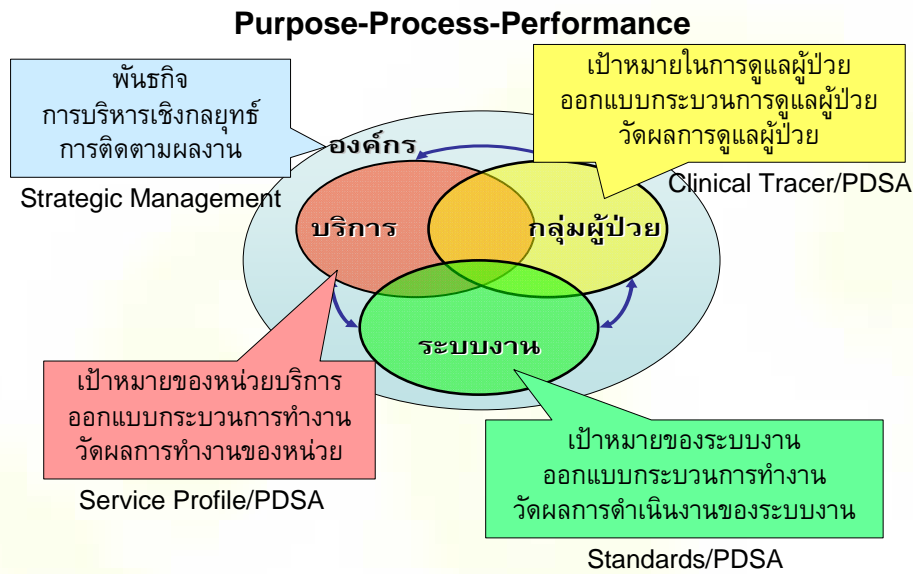 Purpose-Process-Performance
พันธกิจ
การบริหารเชิงกลยุทธ์
การติดตามผลงาน
Strategic Management
เป้าหมายในการดูแลผู้ป่วย
ออกแบบกระบวนการดูแลผู้ป่วย
วัดผลการดูแลผู้ป่วย
Clinical Tracer/PDSA
องค์กร
บริการ
กลุ่มผู้ป่วย
ระบบงาน
เป้าหมายของหน่วยบริการ
ออกแบบกระบวนการทำงาน
วัดผลการทำงานของหน่วย
Service Profile/PDSA
เป้าหมายของระบบงาน
ออกแบบกระบวนการทำงาน
วัดผลการดำเนินงานของระบบงาน
Standards/PDSA